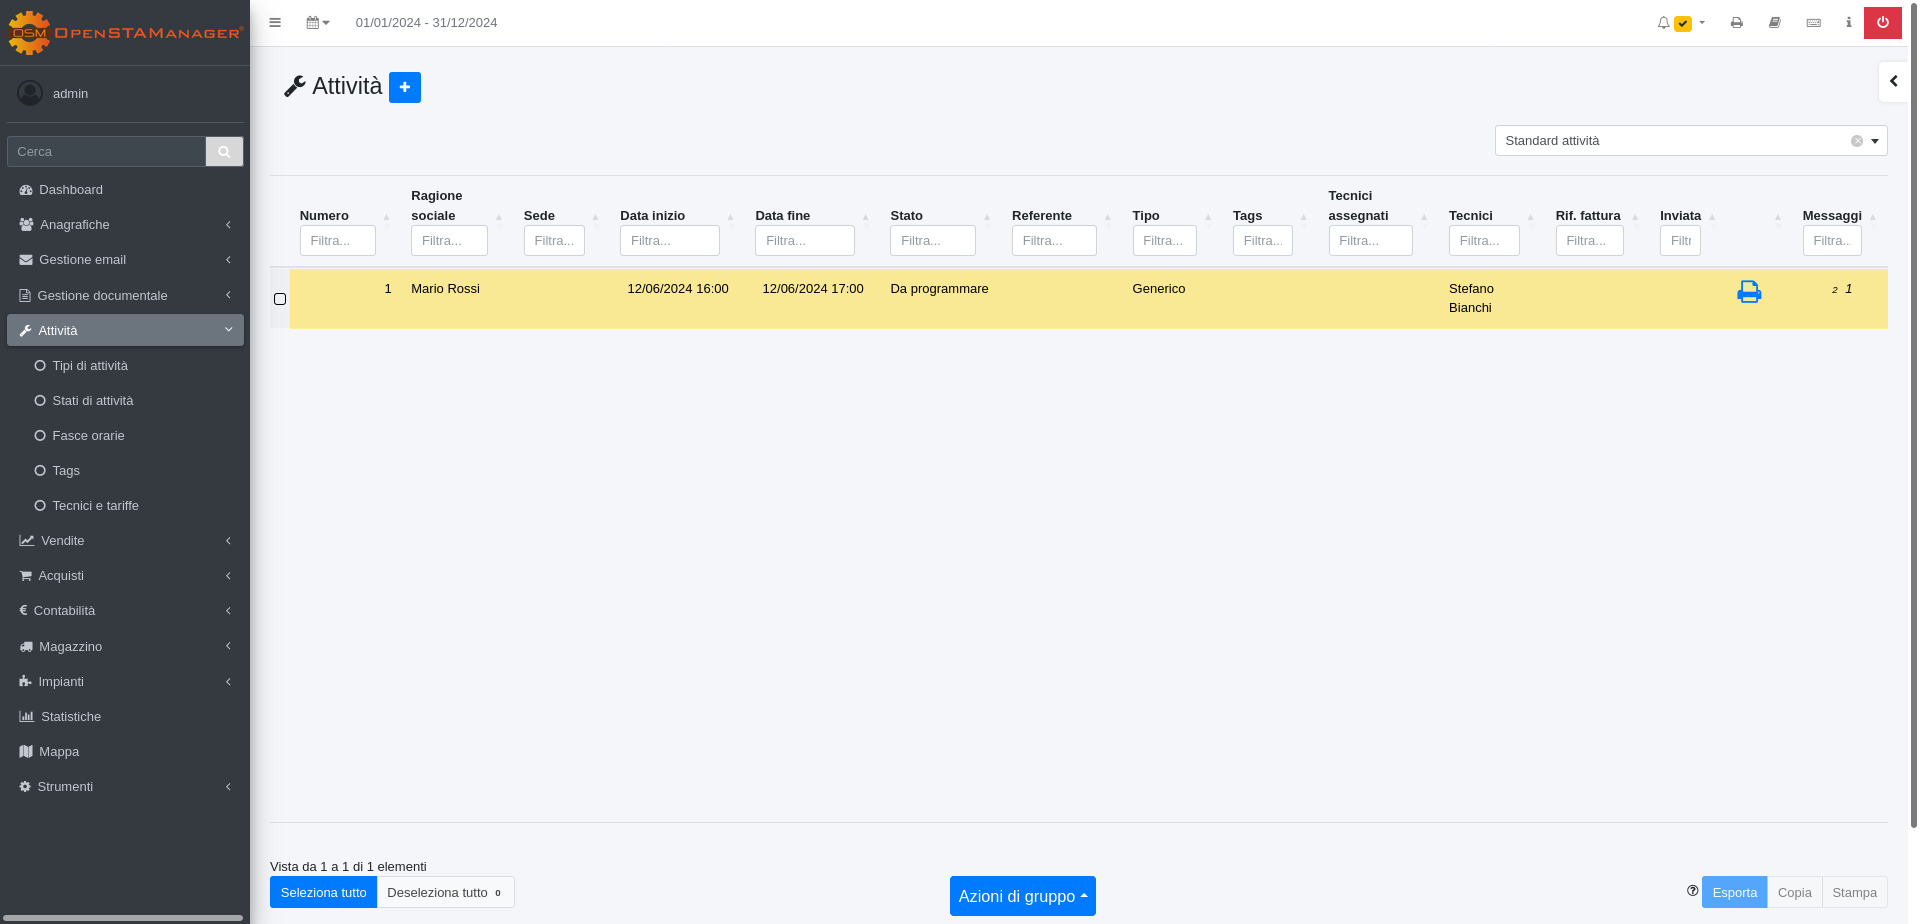 OSM OpenSTAManager®
01/01/2024 - 31/12/2024
admin
Attività
Cerca
Standard attività
Dashboard
Anagrafiche
Gestione email
Gestione documentale
Attività
Tipi di attività
Stati di attività
Fasce orarie
Tags
Tecnici e tariffe
Vendite
Acquisti
Contabilità
Magazzino
Impianti
Statistiche
Mappa
Strumenti
Numero Ragione sociale Sede Data inizio Data fine Stato Referente Tipo Tags Tecnici assegnati Tecnici Rif. fattura Inviata Messaggi
Filtra... Filtra... Filtra... Filtra... Filtra... Filtra... Filtra... Filtra... Filtra... Filtra... Filtra... Filtra... Filtr Filtra...
1 Mario Rossi 12/06/2024 16:00 12/06/2024 17:00 Da programmare Generico Stefano Bianchi 2 1
Vista da 1 a 1 di 1 elementi
Seleziona tutto Deseleziona tutto 0 Azioni di gruppo Esporta Copia Stampa